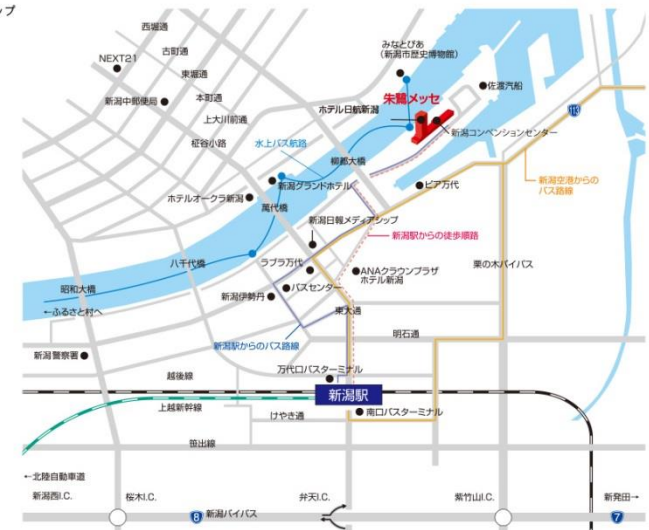 ップ
西堀通
古町通
NEXT21
東堀通
本町通
新潟中郵便局
上大川前通
柾谷小路
みなとぴあ
(新潟市歴史博物館)
佐渡汽船
朱鷺メッセ
ホテル日航新潟
新潟コンベンションセンター
113
水上バス航路
柳都大橋
新潟グランドホテル
ピア万代
新潟空港からの
バス路線
ホテルオークラ新潟
萬代橋
新潟日報メディアシップ
新潟駅からの徒歩順路
八千代橋
ラブラ万代
ANAクラウンプラザ
ホテル新潟
栗の木バイパス
昭和大橋
バスセンター
新潟伊勢丹
←ふるさと村へ
東大通
新潟駅からのバス路線
明石通
新潟警察署
万代口バスターミナル
越後線
新潟駅
上越新幹線
けやき通
南口バスターミナル
笹出線
←北陸自動車道
新潟西I.C.
桜木I.C.
弁天I.C.
紫竹山I.C.
新発田→
8
新潟バイパス
7